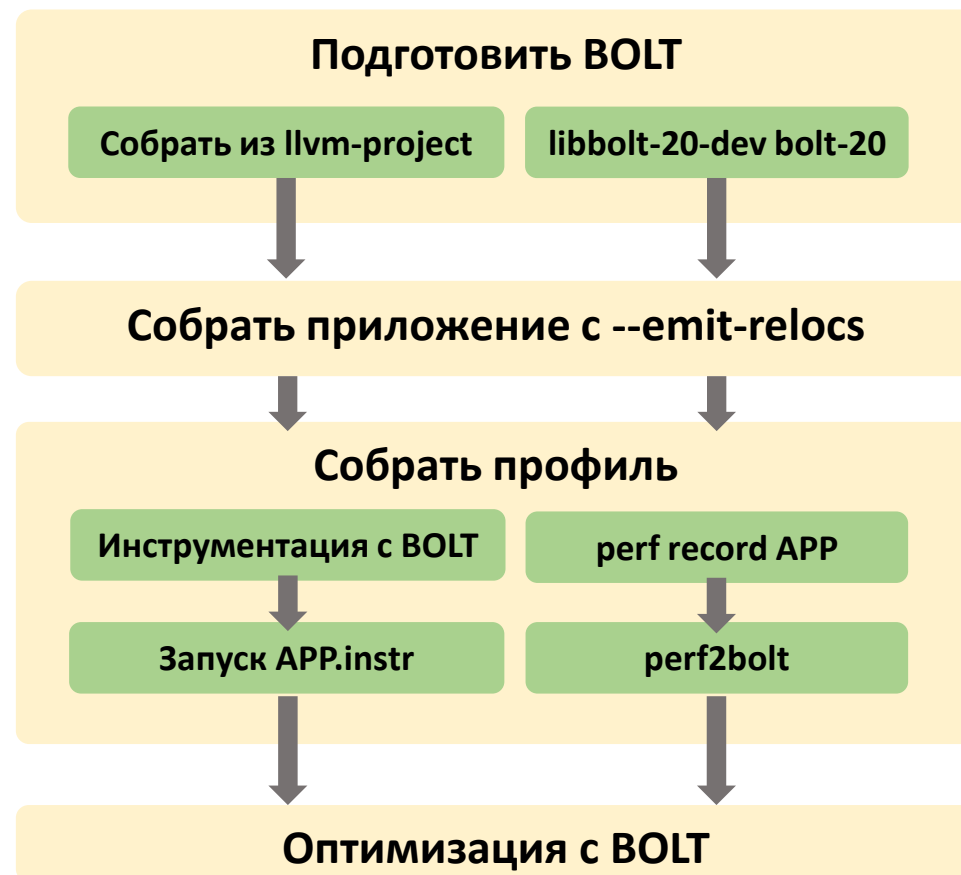 Подготовить BOLT
Собрать из llvm-project
libbolt-20-dev bolt-20
Собрать приложение с --emit-relocs
Собрать профиль
Инструментация с BOLT
perf record APP
Запуск APP.instr
perf2bolt
Оптимизация с BOLT